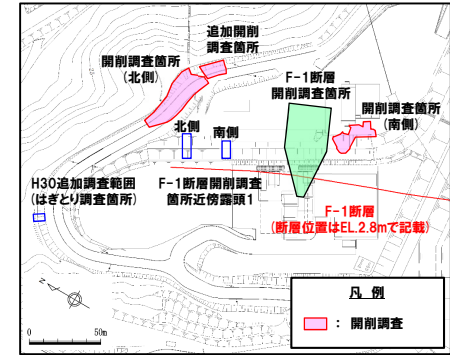 追加開削
調査箇所
開削調査箇所
(北側)
F-1断層
開削調査箇所
開削調査箇所
(南側)
北側
南側
H30追加調査範囲
(はぎとり調査箇所)
F-1断層開削調査
箇所近傍露頭1
F-1断層
(断層位置はEL.2.8mで記載)
N
0
50m
凡 例
：開削調査